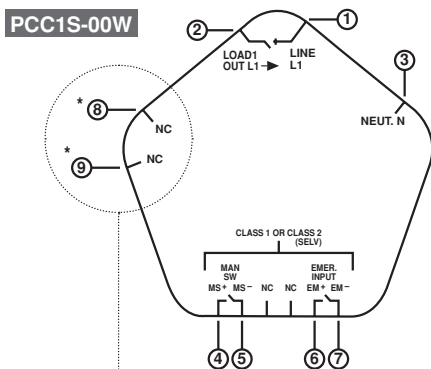 PCC1S-00W
2
1
LOAD1 LINE
OUT L1 L1
3
NEUT. N
* 8
NC
* 9
NC
CLASS 1 OR CLASS 2
(SELV)
MAN EMER.
SW INPUT
MS+ MS– NC NC EM+ EM–
4 5 6 7